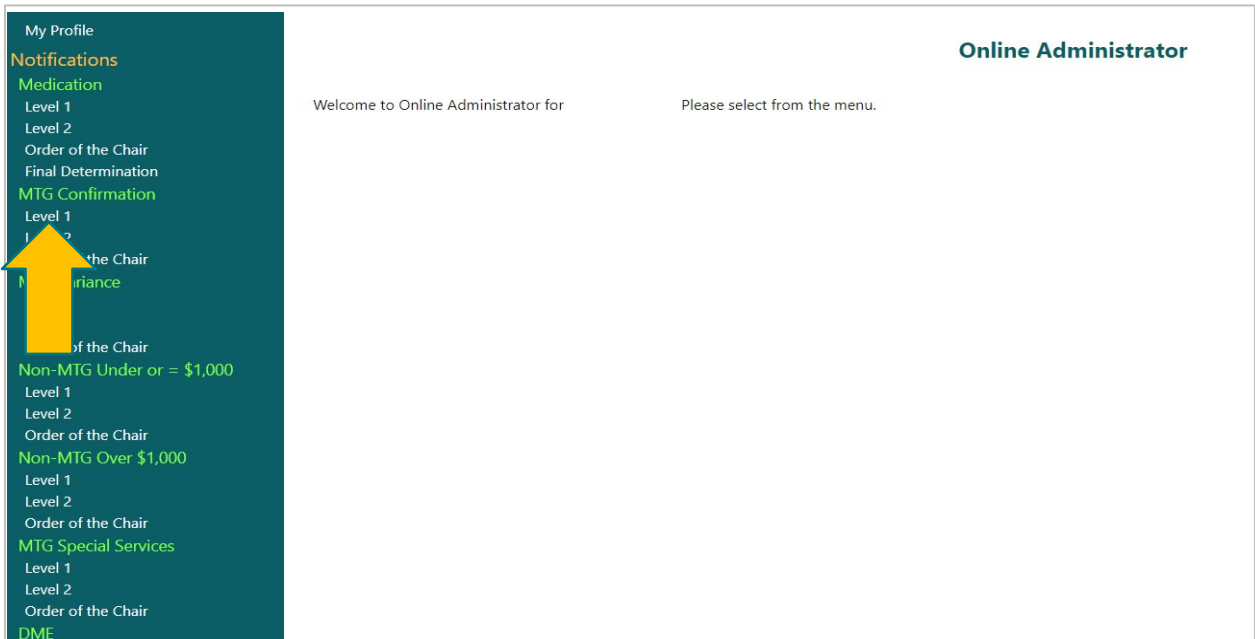 My Profile
Notifications
Online Administrator
Medication
Level 1
Welcome to Online Administrator for Please select from the menu.
Level 2
Order of the Chair
Final Determination
MTG Confirmation
Level 1
the Chair
of the Chair
Non-MTG Under or = $1,000
Level 1
Level 2
Order of the Chair
Non-MTG Over $1,000
Level 1
Level 2
Order of the Chair
MTG Special Services
Level 1
Level 2
Order of the Chair
DME